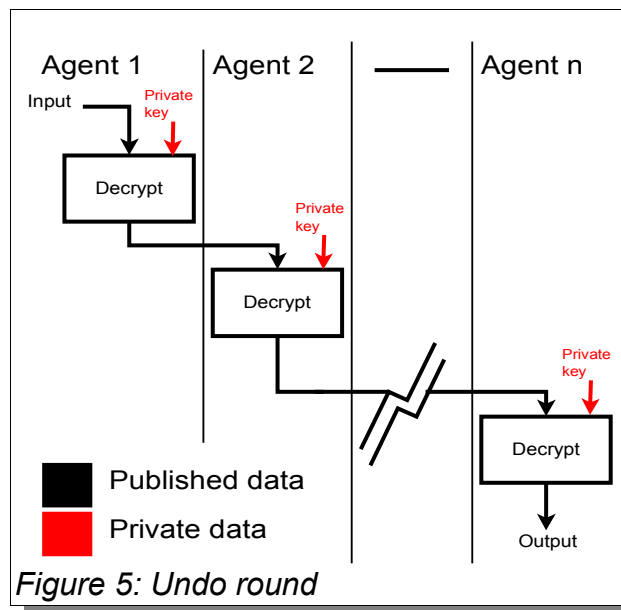 Agent 1
Agent 2
Agent n
Input
Private
key
Decrypt
Private
key
Decrypt
Private
key
Decrypt
Output
Published data
Private data
Figure 5: Undo round